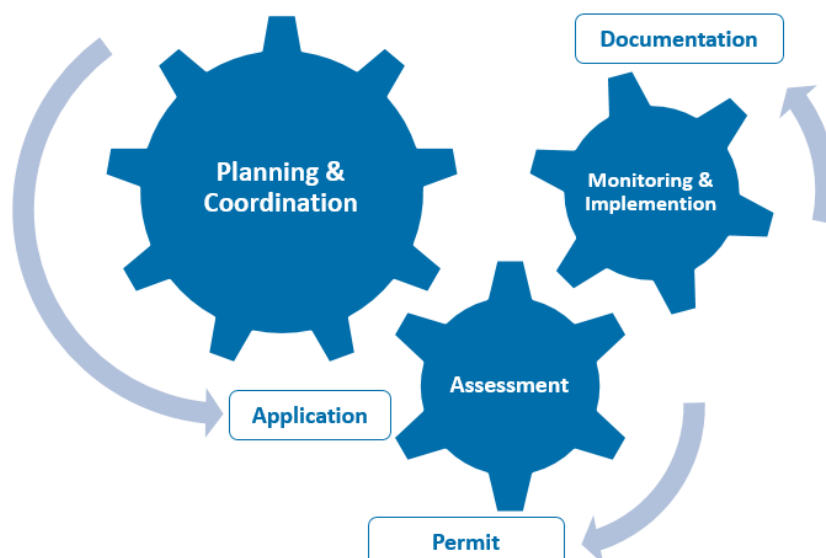 Planning &
Coordination
Documentation
Monitoring &
Implemention
Assessment
Application
Permit